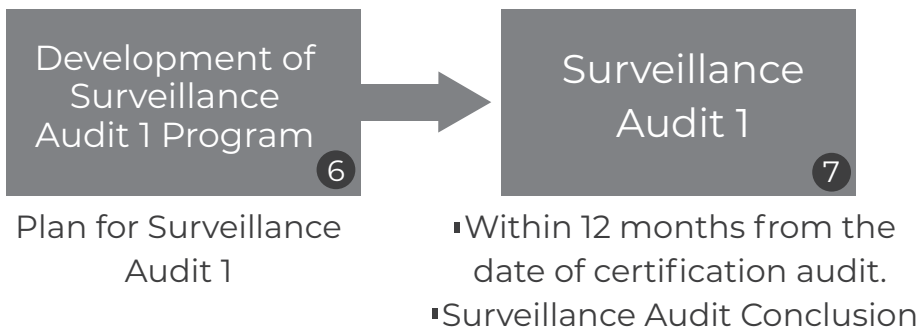 Development of
Surveillance
Audit 1 Program
6
Plan for Surveillance
Audit 1
Surveillance
Audit 1
7
▪Within 12 months from the
date of certification audit.
▪Surveillance Audit Conclusion